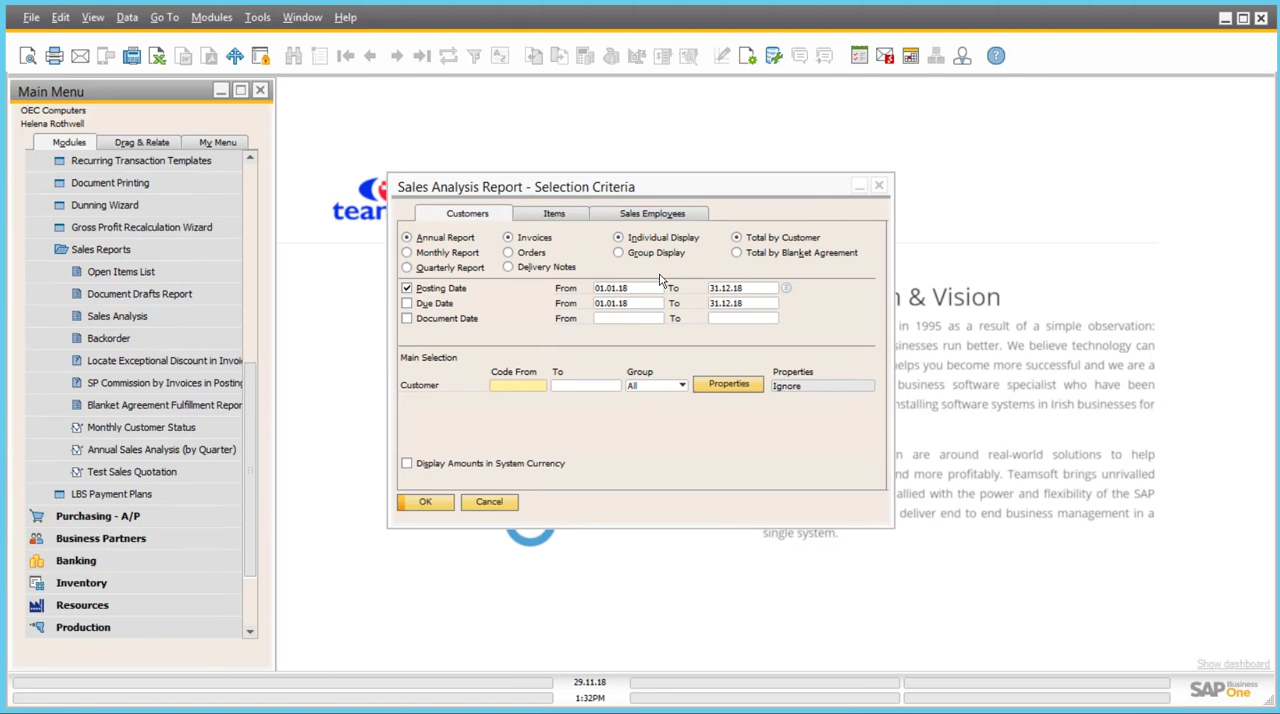 File Edit View Data Go To Modules Tools Window Help
Main Menu
OEC Computers
Helena Rothwell
Modules Drag & Relate My Menu
Recurring Transaction Templates
Document Printing
Dunning Wizard
Gross Profit Recalculation Wizard
Sales Reports
Open Items List
Document Drafts Report
Sales Analysis
Backorder
Locate Exceptional Discount in Invoi
SP Commission by Invoices in Posting
Blanket Agreement Fulfillment Repor
Monthly Customer Status
Annual Sales Analysis (by Quarter)
Test Sales Quotation
LBS Payment Plans
Purchasing - A/P
Business Partners
Banking
Inventory
Resources
Production
team
Sales Analysis Report - Selection Criteria
Customers Items Sales Employees
Annual Report Invoices Individual Display Total by Customer
Monthly Report Orders Group Display Total by Blanket Agreement
Quarterly Report Delivery Notes
Posting Date From 01.01.18 To 31.12.18
Due Date From 01.01.18 To 31.12.18
Document Date From To
Main Selection
Code From To Group Properties
Customer All Properties Ignore
Display Amounts in System Currency
OK Cancel
n & Vision
in 1995 as a result of a simple observation:
sinesses run better. We believe technology can
helps you become more successful and we are a
business software specialist who have been
nstalling software systems in Irish businesses for
n are around real-world solutions to help
nd more profitably. Teamsoft brings unrivalled
allied with the power and flexibility of the SAP
deliver end to end business management in a
single system.
Show dashboard
29.11.18
1:32PM
SAP Business One